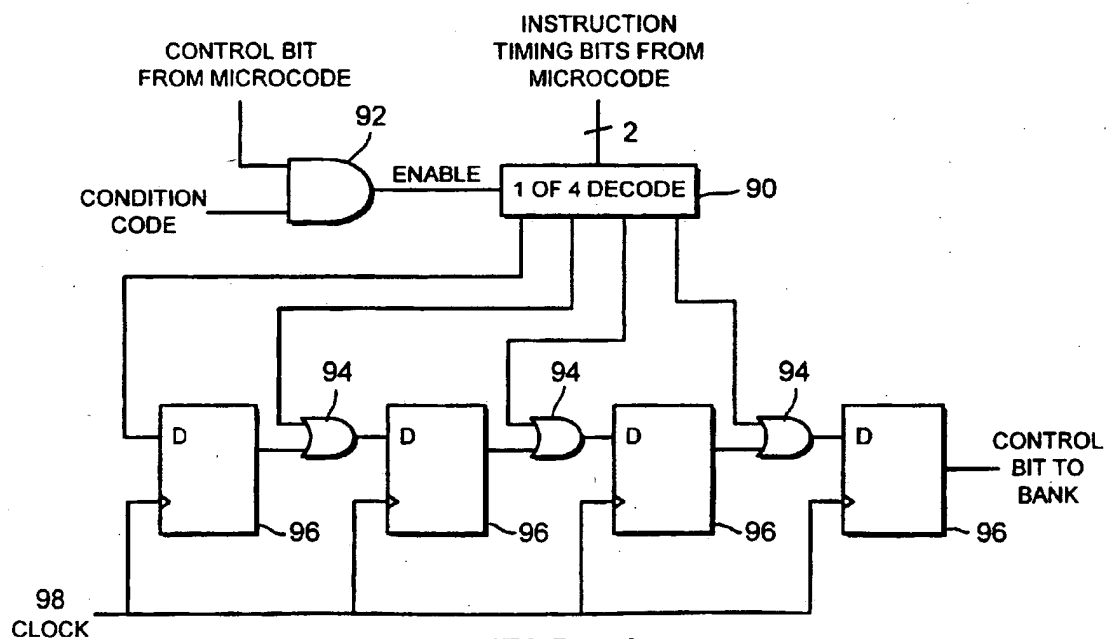 INSTRUCTION
TIMING BITS FROM
MICROCODE
CONTROL BIT
FROM MICROCODE
92
2
ENABLE
1 OF 4 DECODE
90
CONDITION
CODE
94
94
94
D
D
D
D
CONTROL
BIT TO
BANK
96
96
96
96
98
CLOCK